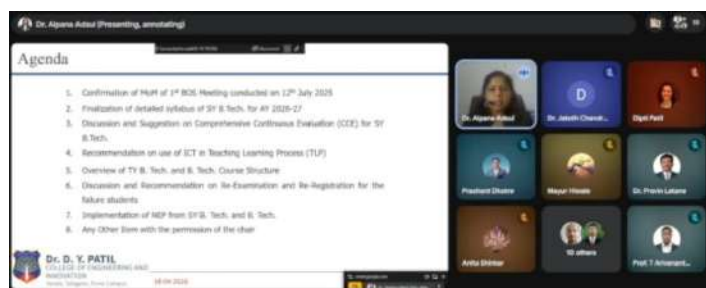 Dr. Alpana Adsul (Presenting, annotating)
Agenda
1. Confirmation of MoM of 1st BOS Meeting conducted on 12th July 2025
2. Finalization of detailed syllabus of SY B.Tech. for AY 2026-27
3. Discussion and Suggestion on Comprehensive Continuous Evaluation (CCE) for SY
B.Tech.
4. Recommendation on use of ICT in Teaching Learning Process (TLP)
5. Overview of TY B. Tech. and B. Tech. Course Structure
6. Discussion and Recommendation on Re-Examination and Re-Registration for the
failure students
7. Implementation of NEP from SY B. Tech. and B. Tech.
8. Any Other Item with the permission of the chair
Dr. D. Y. PATIL
COLLEGE OF ENGINEERING AND
INNOVATION
Dr. Alpana Adsul
D
Dr. Jatoth Chandr...
Dipti Patil
Prashant Dhotre
Mayur
Dr. Pravin
Anita Shirkar
10 others
Prof. T